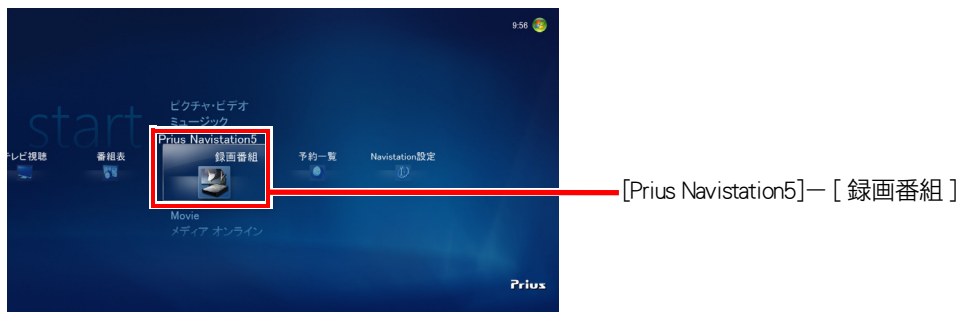 9:56
start
ピクチャ・ビデオ
ミュージック
Prius Navistation5
テレビ視聴 番組表 録画番組 予約一覧 Navistation設定
Movie
メディア オンライン
Prius
[Prius Navistation5]－[ 録画番組 ]